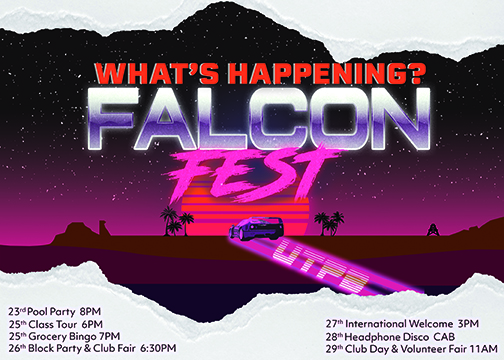 WHAT'S HAPPENING?
FALCON
FEST
UTPB
23rd Pool Party 8PM
25th Class Tour 6PM
25th Grocery Bingo 7PM
26th Block Party & Club Fair 6:30PM
27th International Welcome 3PM
28th Headphone Disco CAB
29th Club Day & Volunteer Fair 11AM